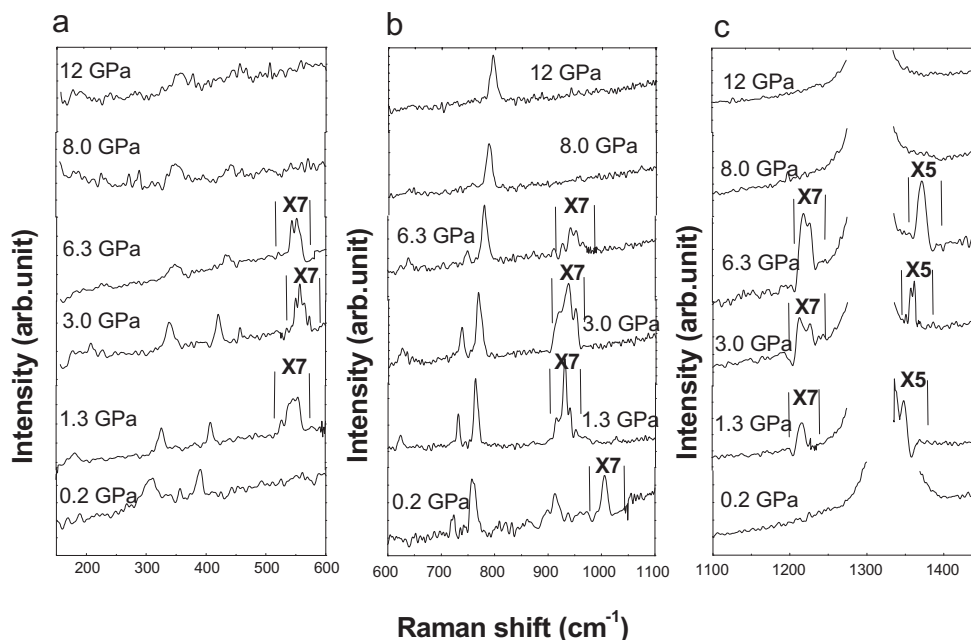 a
b
c
Intensity (arb.unit)
12 GPa
8.0 GPa
X7
6.3 GPa
X7
3.0 GPa
X7
1.3 GPa
0.2 GPa
200 300 400 500 600
Intensity (arb.unit)
12 GPa
8.0 GPa
X7
6.3 GPa
X7
3.0 GPa
X7
1.3 GPa
X7
0.2 GPa
600 700 800 900 1000 1100
Intensity (arb.unit)
12 GPa
8.0 GPa
X7
X5
6.3 GPa
X7
X5
3.0 GPa
X7
X5
1.3 GPa
0.2 GPa
1100 1200 1300 1400
Raman shift (cm⁻¹)